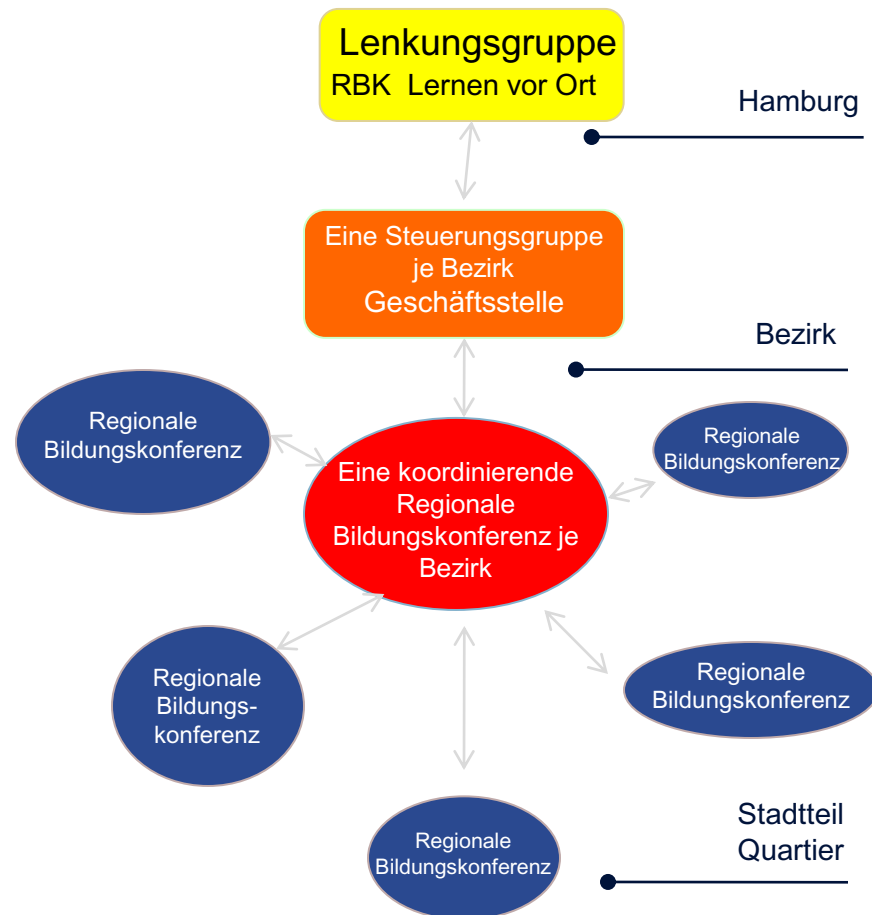 Lenkungsgruppe
RBK Lernen vor Ort
Hamburg
Eine Steuerungsgruppe
je Bezirk
Geschäftsstelle
Bezirk
Regionale
Bildungskonferenz
Regionale
Bildungskonferenz
Eine koordinierende
Regionale
Bildungskonferenz je
Bezirk
Regionale
Bildungs-
konferenz
Regionale
Bildungskonferenz
Regionale
Bildungskonferenz
Stadtteil
Quartier